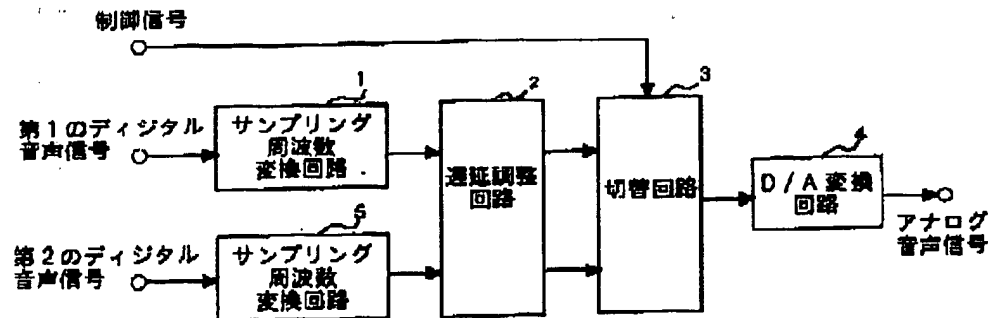 制御信号
1
2
3
第1のディジタル
音声信号
サンプリング
周波数
変換回路
遅延調整
回路
切替回路
4
D/A変換
回路
アナログ
音声信号
5
第2のディジタル
音声信号
サンプリング
周波数
変換回路